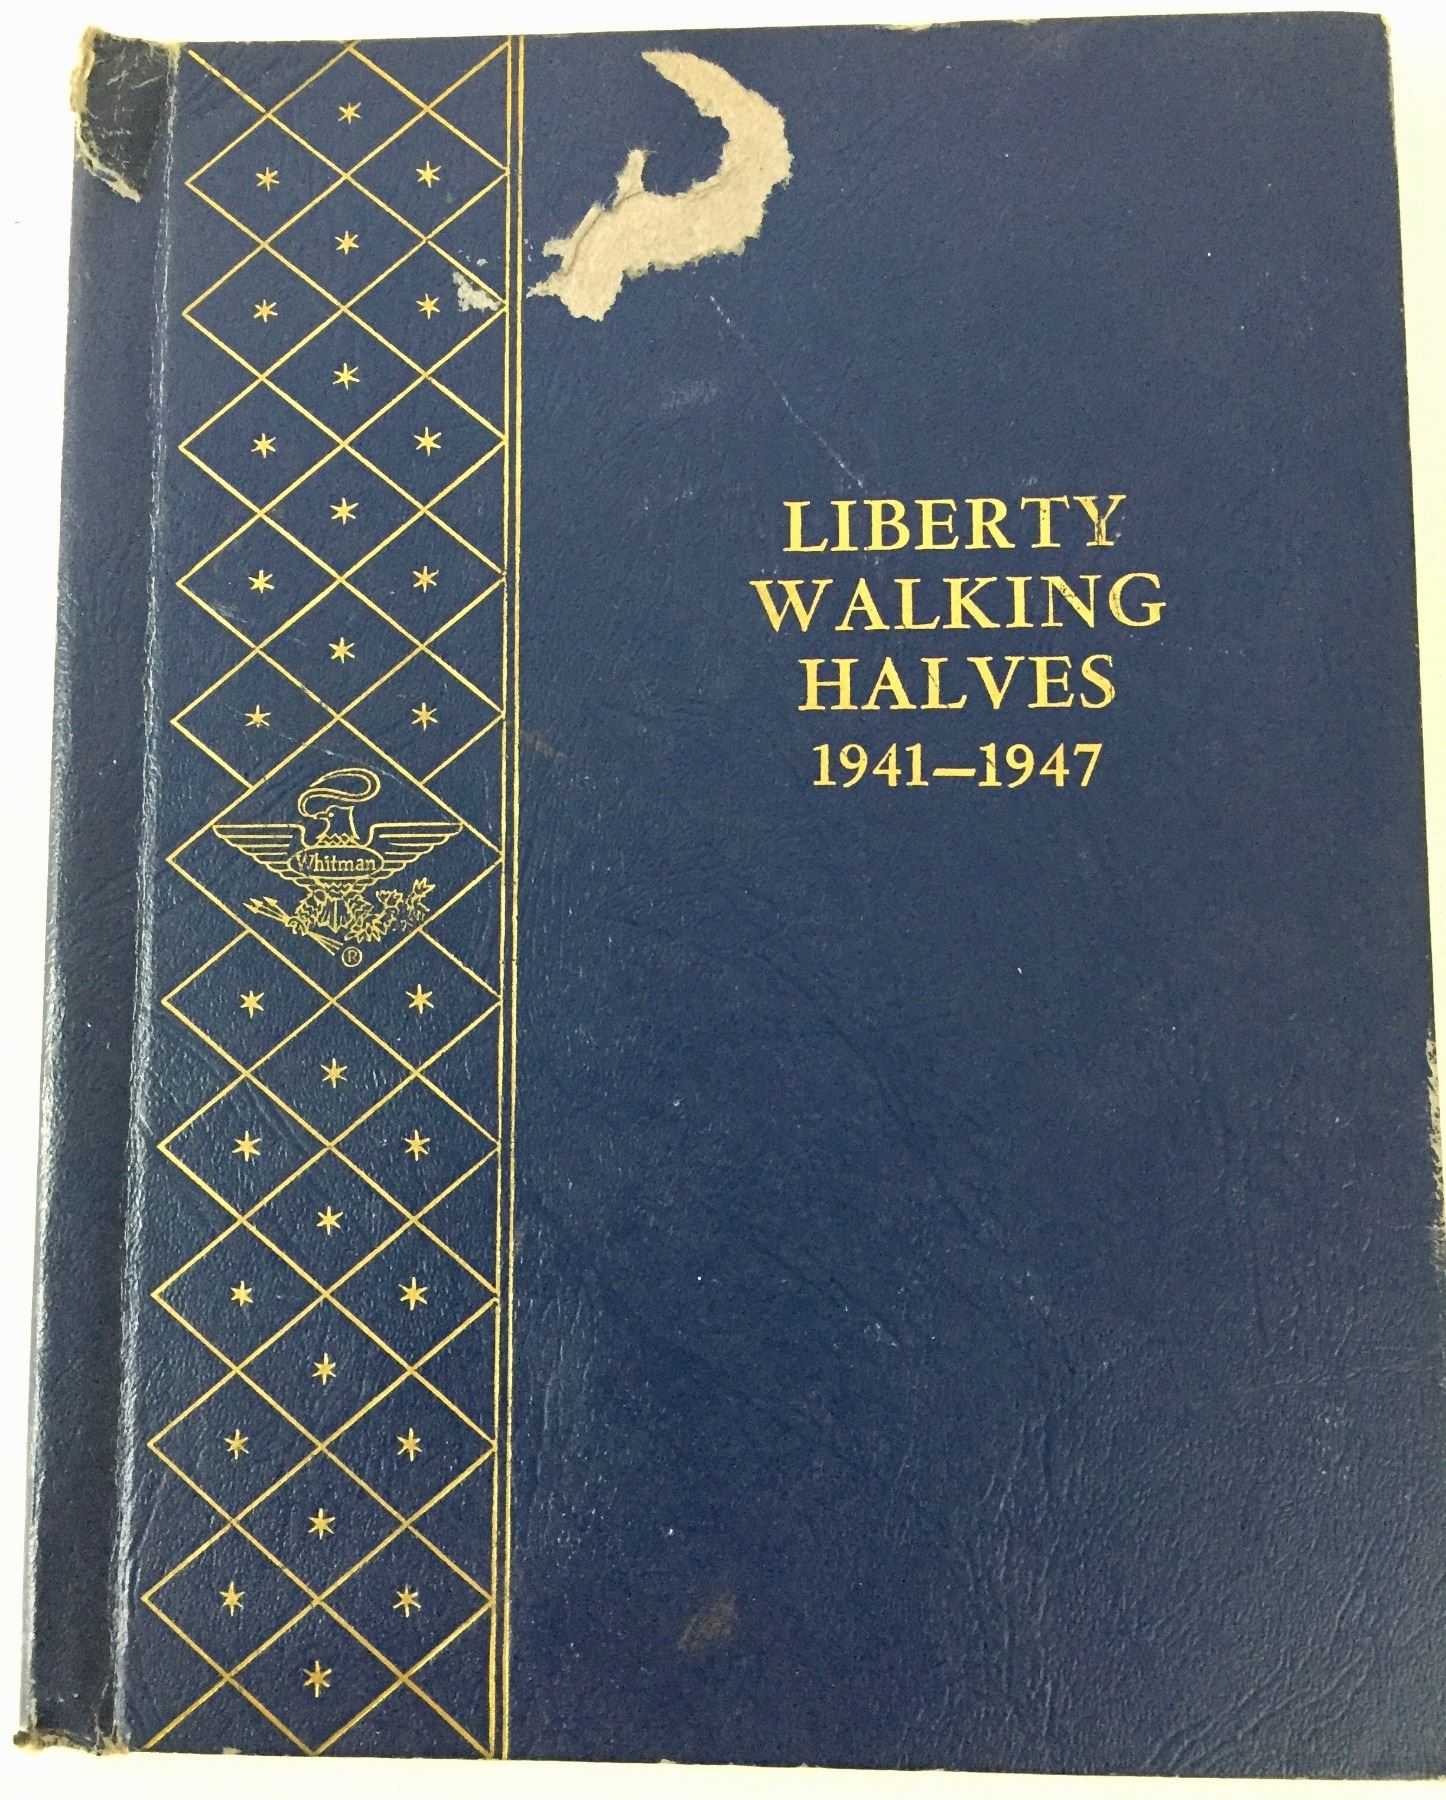 LIBERTY
WALKING
HALVES
1941–1947
Whitman
®